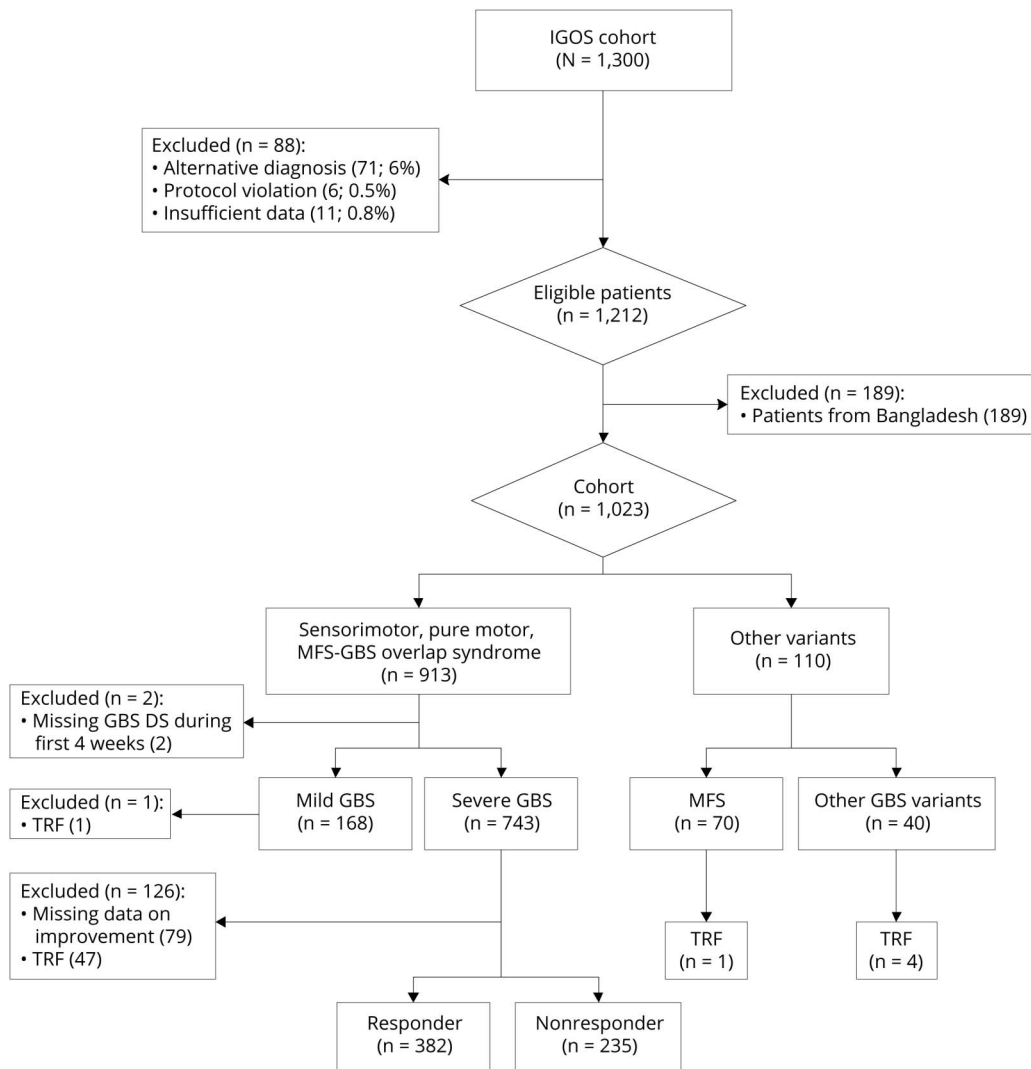 IGOS cohort
(N = 1,300)
Excluded (n = 88):
• Alternative diagnosis (71; 6%)
• Protocol violation (6; 0.5%)
• Insufficient data (11; 0.8%)
Eligible patients
(n = 1,212)
Excluded (n = 189):
• Patients from Bangladesh (189)
Cohort
(n = 1,023)
Sensorimotor, pure motor,
MFS-GBS overlap syndrome
(n = 913)
Other variants
(n = 110)
Excluded (n = 2):
• Missing GBS DS during
first 4 weeks (2)
Excluded (n = 1):
• TRF (1)
Mild GBS
(n = 168)
Severe GBS
(n = 743)
MFS
(n = 70)
Other GBS variants
(n = 40)
Excluded (n = 126):
• Missing data on
improvement (79)
• TRF (47)
TRF
(n = 1)
TRF
(n = 4)
Responder
(n = 382)
Nonresponder
(n = 235)